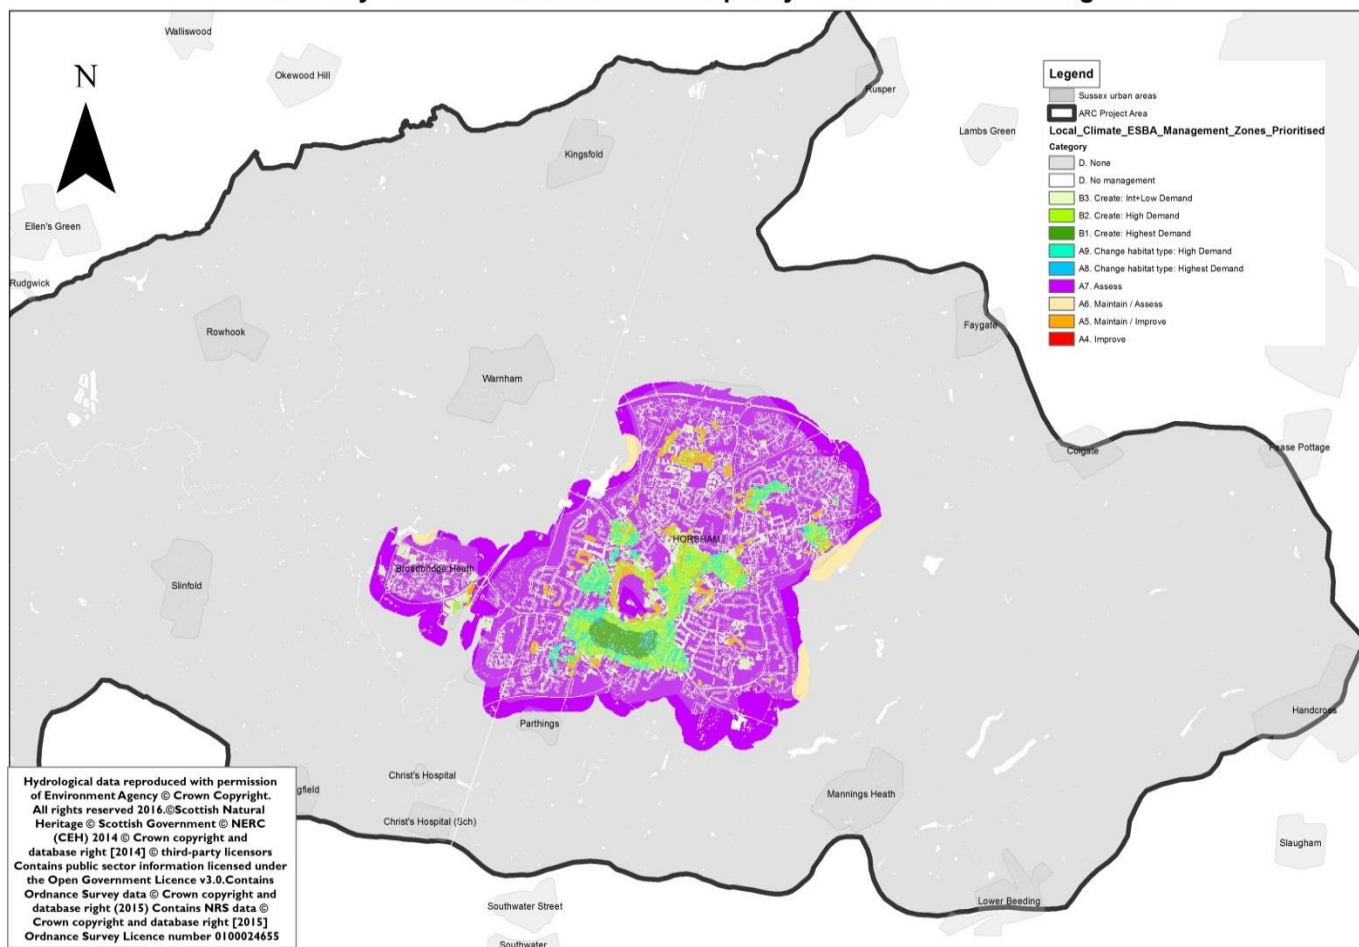 Walliswood
Okewood Hill
N
Rusper
Lambs Green
Kingsfold
Ellen's Green
Rudgwick
Rowhook
Warnham
Faygate
Colgate
Pease Pottage
HORSHAM
Broadbridge Heath
Slinfold
Parthings
Handcross
Christ's Hospital
Christ's Hospital (Sch)
Mannings Heath
Slaugham
Lower Beeding
Southwater Street
Southwater
Legend
Sussex urban areas
ARC Project Area
Local_Climate_ESBA_Management_Zones_Prioritised
Category
D. None
D. No management
B3. Create: Int+Low Demand
B2. Create: High Demand
B1. Create: Highest Demand
A9. Change habitat type: High Demand
A8. Change habitat type: Highest Demand
A7. Assess
A6. Maintain / Assess
A5. Maintain / Improve
A4. Improve
Hydrological data reproduced with permission
of Environment Agency © Crown Copyright.
All rights reserved 2016.©Scottish Natural
Heritage © Scottish Government © NERC
(CEH) 2014 © Crown copyright and
database right [2014] © third-party licensors
Contains public sector information licensed under
the Open Government Licence v3.0.Contains
Ordnance Survey data © Crown copyright and
database right (2015) Contains NRS data ©
Crown copyright and database right [2015]
Ordnance Survey Licence number 0100024655